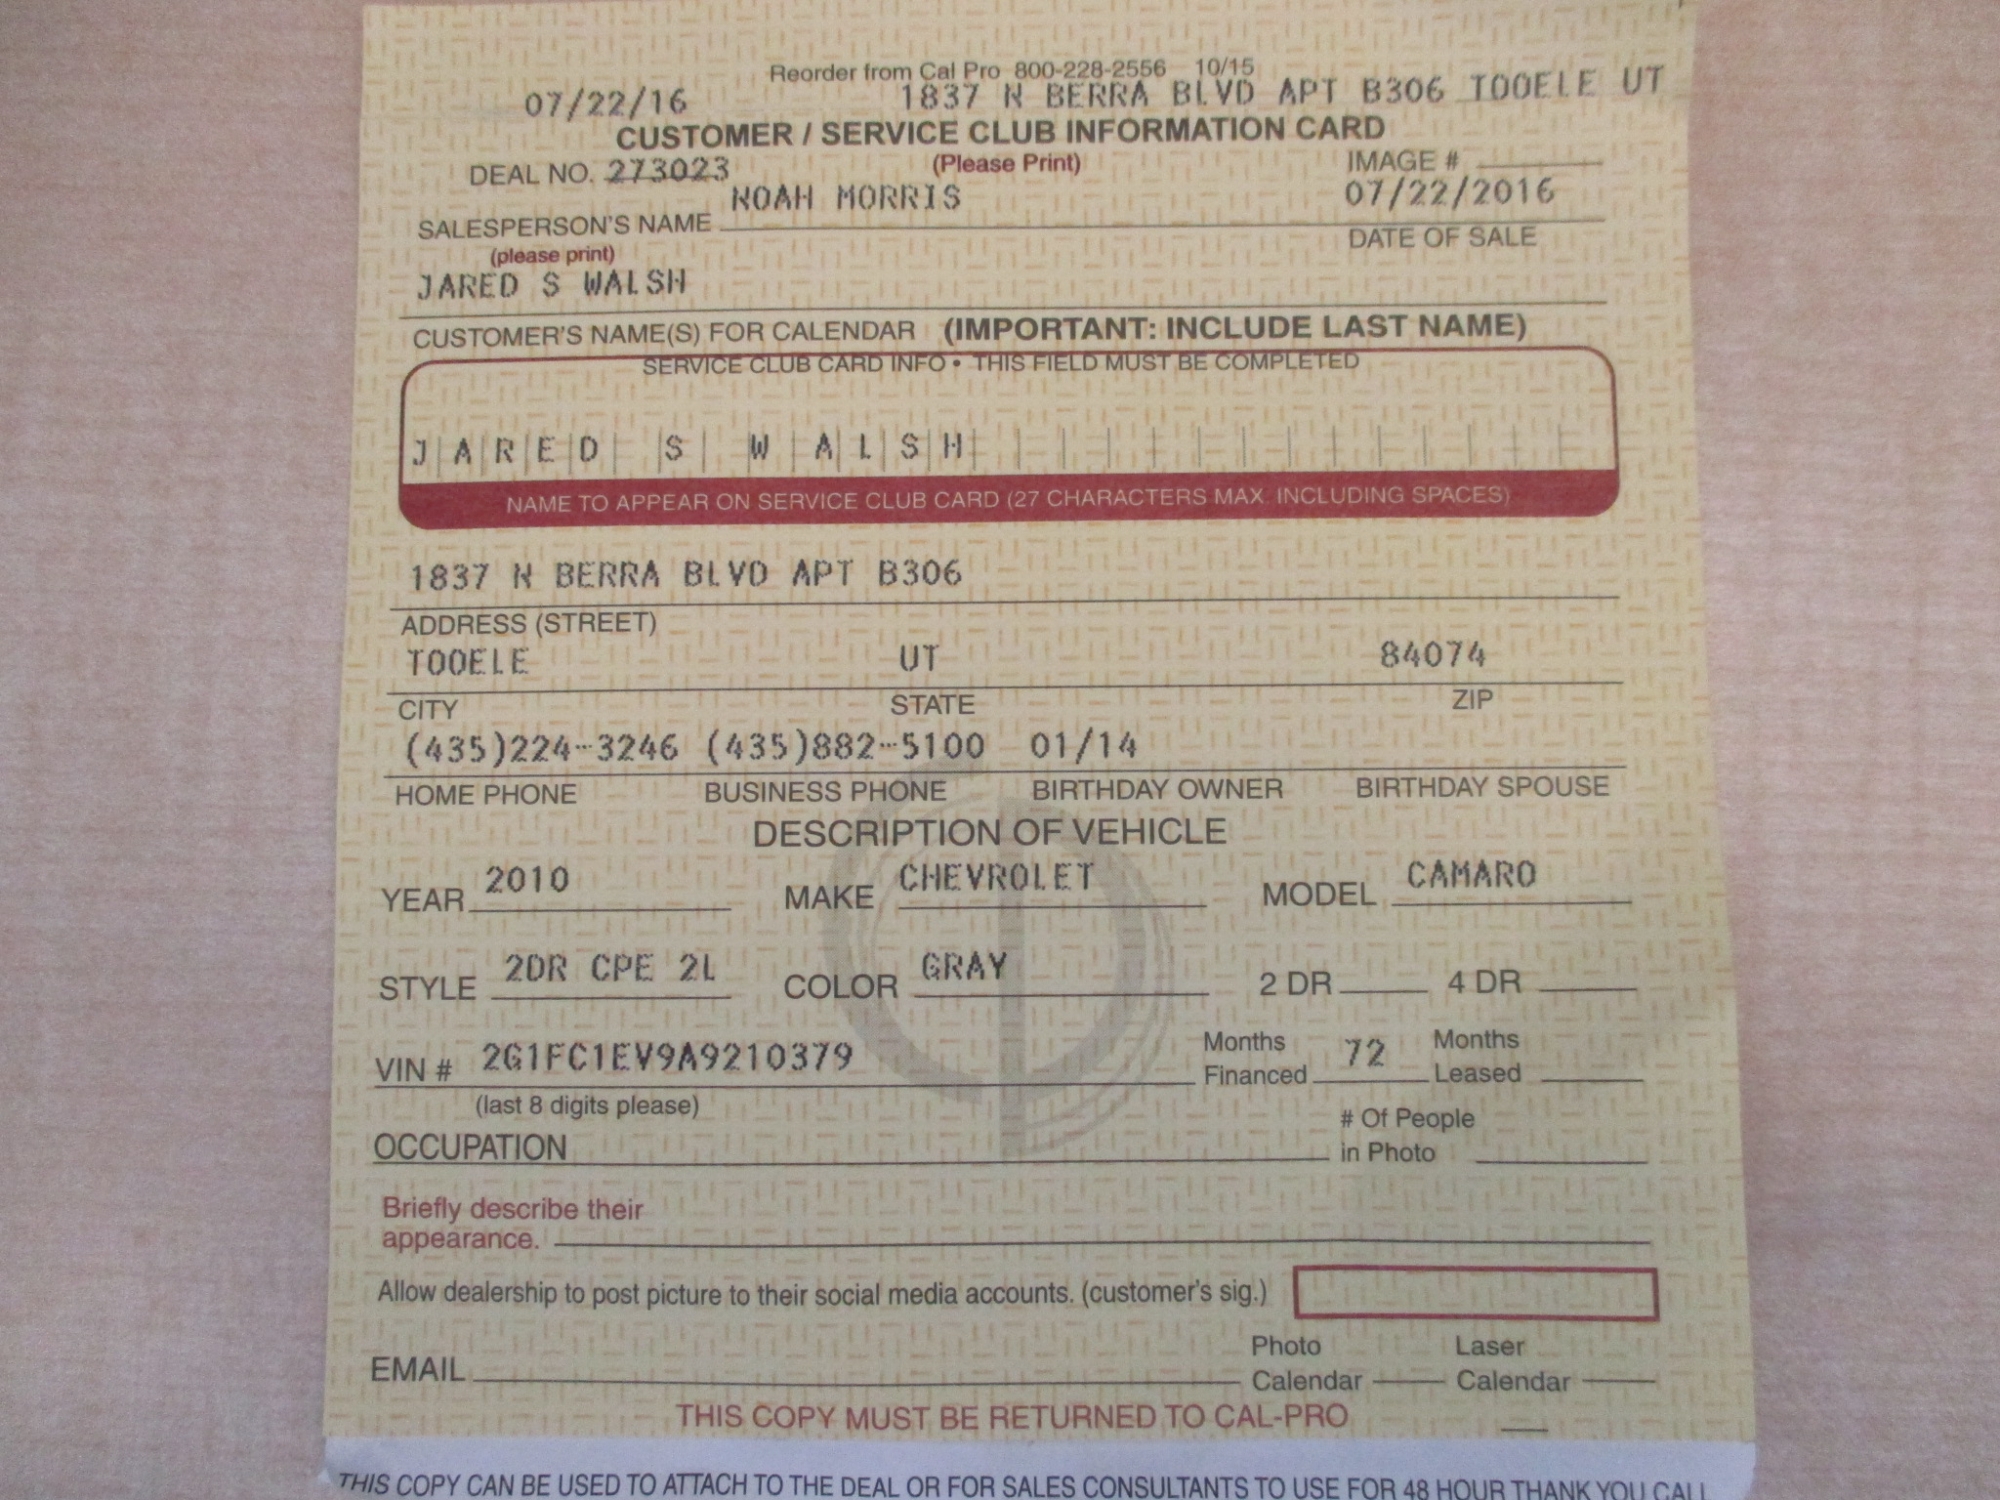 Reorder from Cal Pro 800-228-2556 10/15
07/22/16 1837 N BERRA BLVD APT B306 TOOELE UT
CUSTOMER / SERVICE CLUB INFORMATION CARD
DEAL NO. 273023 (Please Print) IMAGE #
SALESPERSON'S NAME NOAH MORRIS 07/22/2016
(please print) DATE OF SALE
JARED S WALSH
CUSTOMER'S NAME(S) FOR CALENDAR (IMPORTANT: INCLUDE LAST NAME)
SERVICE CLUB CARD INFO • THIS FIELD MUST BE COMPLETED
JARED S WALSH
NAME TO APPEAR ON SERVICE CLUB CARD (27 CHARACTERS MAX. INCLUDING SPACES)
1837 N BERRA BLVD APT B306
ADDRESS (STREET)
TOOELE UT 84074
CITY STATE ZIP
(435)224-3246 (435)882-5100 01/14
HOME PHONE BUSINESS PHONE BIRTHDAY OWNER BIRTHDAY SPOUSE
DESCRIPTION OF VEHICLE
YEAR 2010 MAKE CHEVROLET MODEL CAMARO
STYLE 2DR CPE 2L COLOR GRAY 2 DR 4 DR
VIN # 2G1FC1EV9A9210379 Months Financed 72 Months Leased
(last 8 digits please)
OCCUPATION # Of People in Photo
Briefly describe their
appearance.
Allow dealership to post picture to their social media accounts. (customer's sig.)
EMAIL Photo Calendar Laser Calendar
THIS COPY MUST BE RETURNED TO CAL-PRO
THIS COPY CAN BE USED TO ATTACH TO THE DEAL OR FOR SALES CONSULTANTS TO USE FOR 48 HOUR THANK YOU CALL